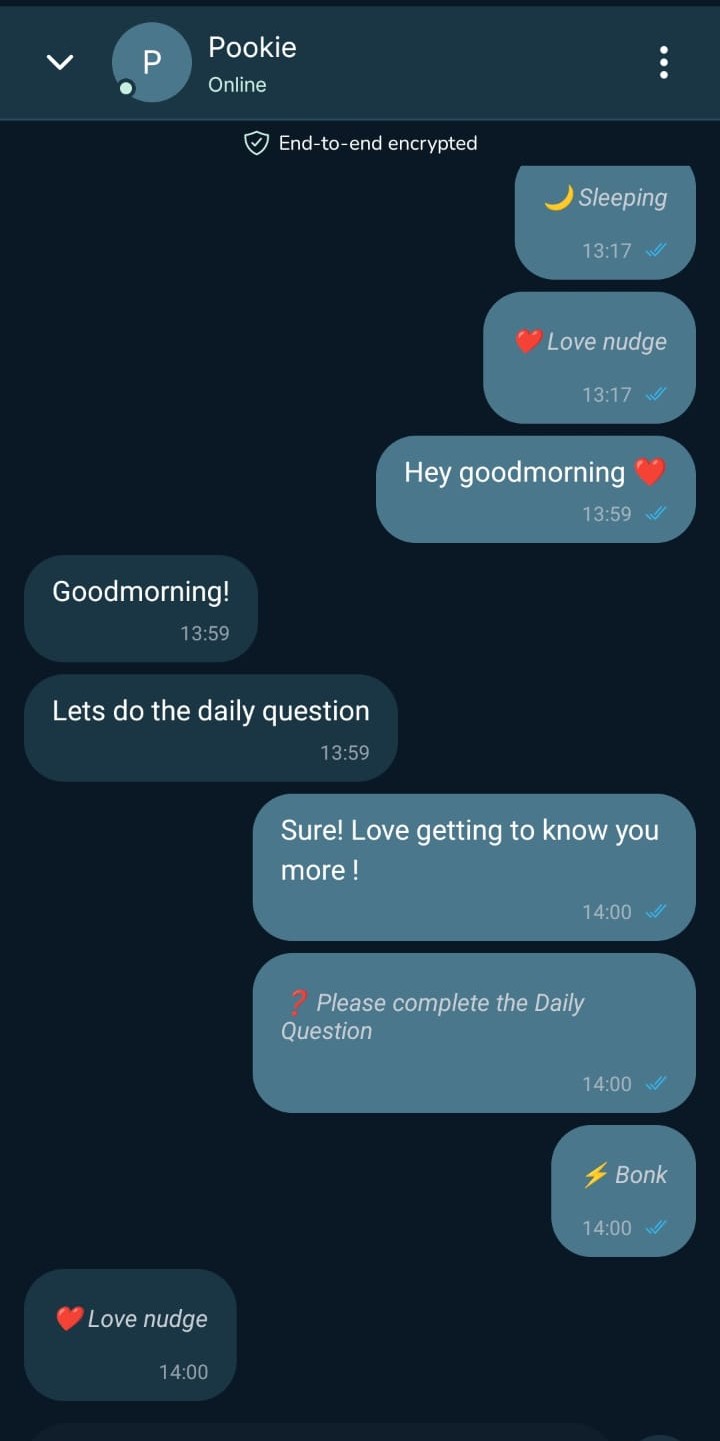 P
Pookie
Online
End-to-end encrypted
🌙 Sleeping
13:17
❤️ Love nudge
13:17
Hey goodmorning ❤️
13:59
Goodmorning!
13:59
Lets do the daily question
13:59
Sure! Love getting to know you
more !
14:00
❓ Please complete the Daily
Question
14:00
⚡ Bonk
14:00
❤️ Love nudge
14:00